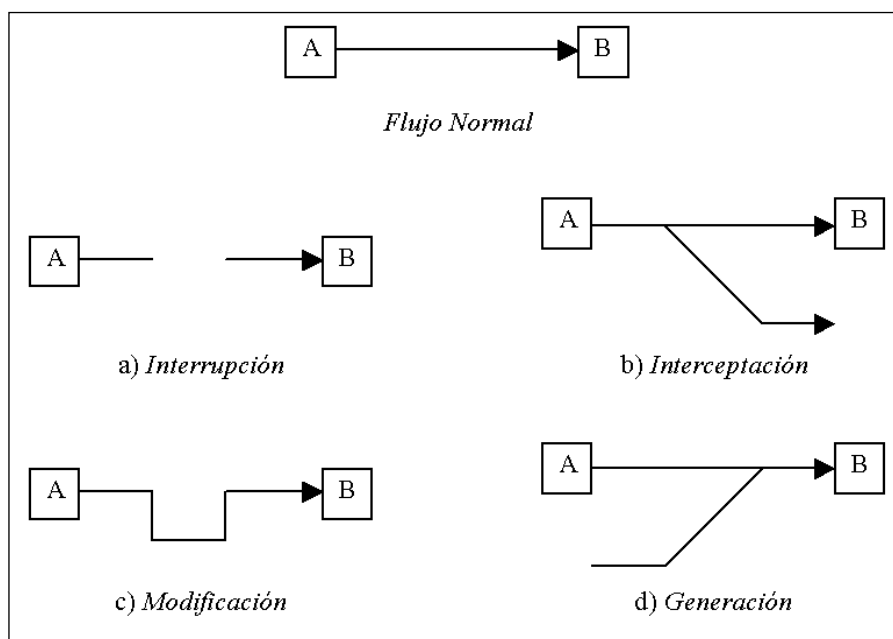 A B
Flujo Normal
A B A B
a) Interrupción b) Interceptación
A B A B
c) Modificación d) Generación